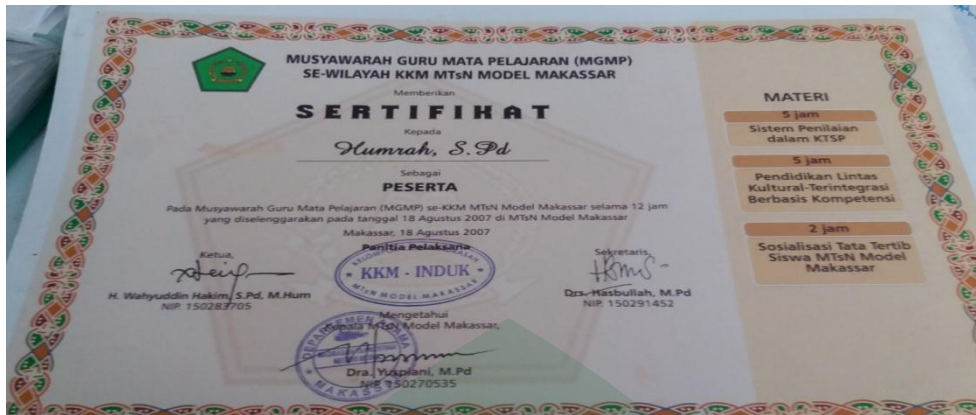 MUSYAWARAH GURU MATA PELAJARAN (MGMP)
SE-WILAYAH KKM MTsN MODEL MAKASSAR
Memberikan
SERTIFIKAT
Kepada
Humrah, S.Pd
Sebagai
PESERTA
Pada Musyawarah Guru Mata Pelajaran (MGMP) se-KKM MTsN Model Makassar selama 12 jam
yang diselenggarakan pada tanggal 18 Agustus 2007 di MTsN Model Makassar
Makassar, 18 Agustus 2007
Panitia Pelaksana
Ketua,
H. Wahyuddin Hakim, S.Pd, M.Hum
NIP. 150283705
KKM - INDUK
MTsN MODEL MAKASSAR
Sekretaris,
Drs. Hasbullah, M.Pd
NIP. 150291452
Mengetahui
Kepala MTsN Model Makassar,
DEPARTEMEN AGAMA
MAKASSAR
Dra. Yuspiani, M.Pd
NIP. 150270535
MATERI
5 jam
Sistem Penilaian
dalam KTSP
5 jam
Pendidikan Lintas
Kultural-Terintegrasi
Berbasis Kompetensi
2 jam
Sosialisasi Tata Tertib
Siswa MTsN Model
Makassar